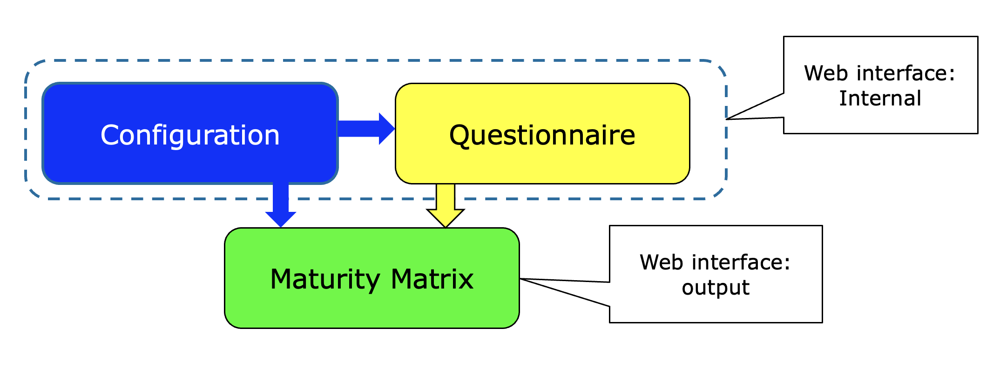 Web interface:
Internal
Configuration
Questionnaire
Maturity Matrix
Web interface:
output